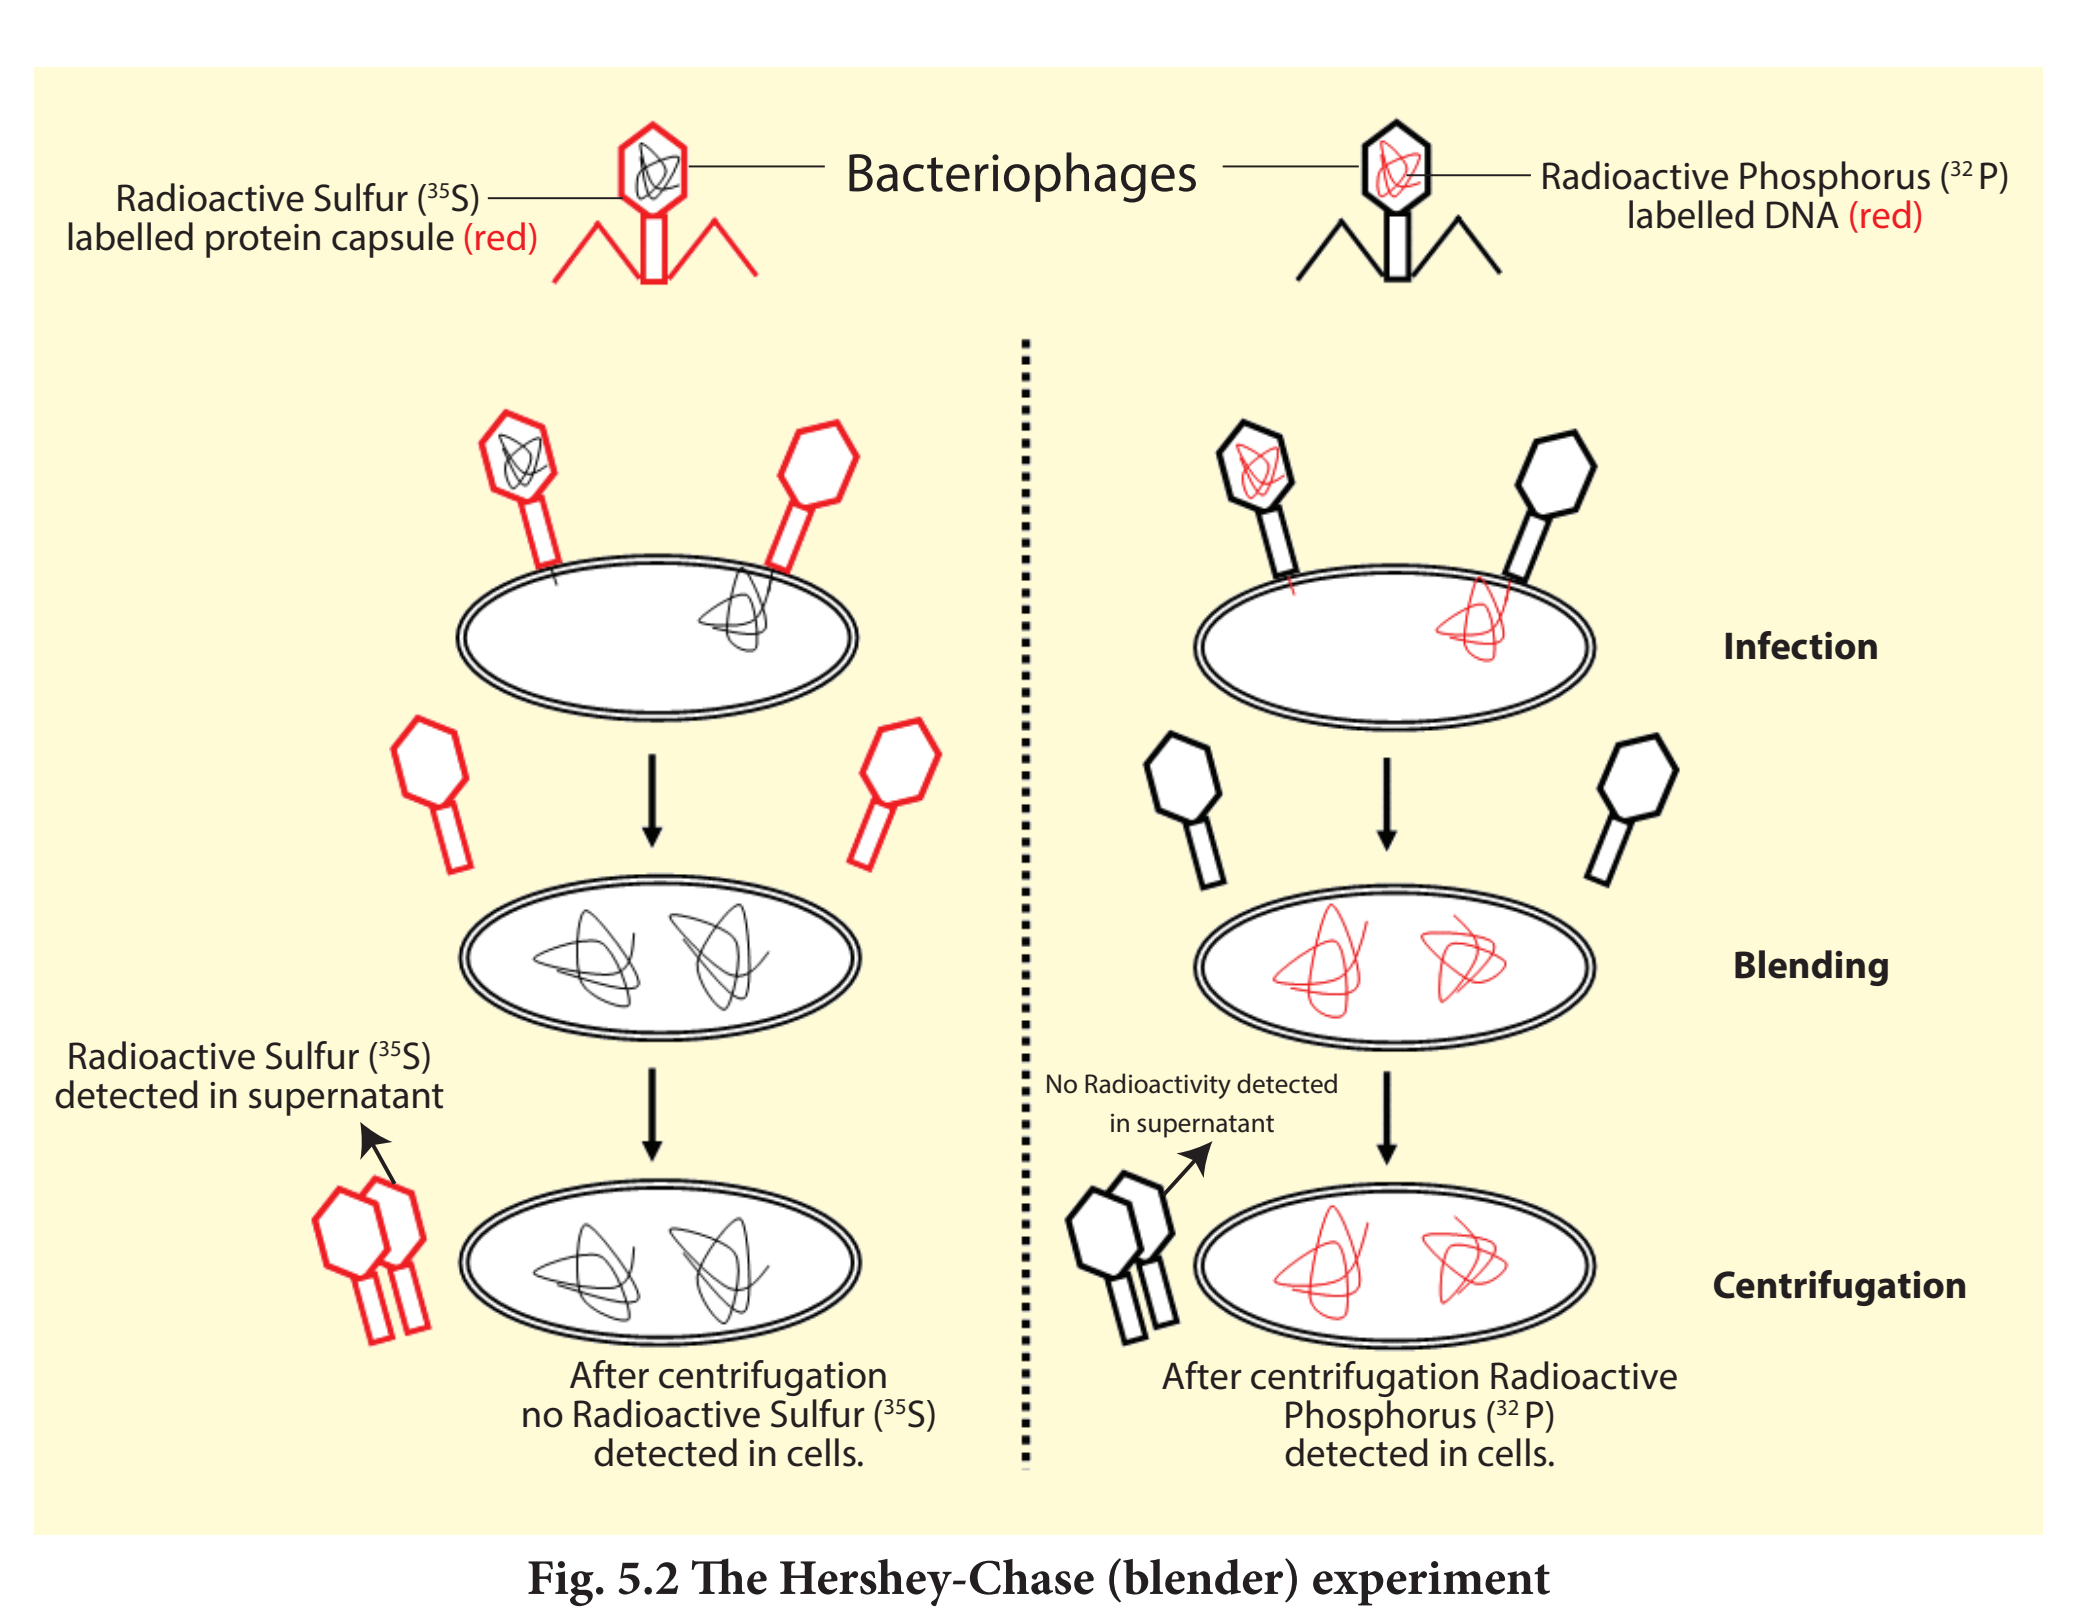 Bacteriophages
Radioactive Sulfur (³⁵S)
labelled protein capsule (red)
Radioactive Phosphorus (³² P)
labelled DNA (red)
Infection
Blending
Radioactive Sulfur (³⁵S)
detected in supernatant
No Radioactivity detected
in supernatant
Centrifugation
After centrifugation
no Radioactive Sulfur (³⁵S)
detected in cells.
After centrifugation Radioactive
Phosphorus (³² P)
detected in cells.
Fig. 5.2 The Hershey-Chase (blender) experiment